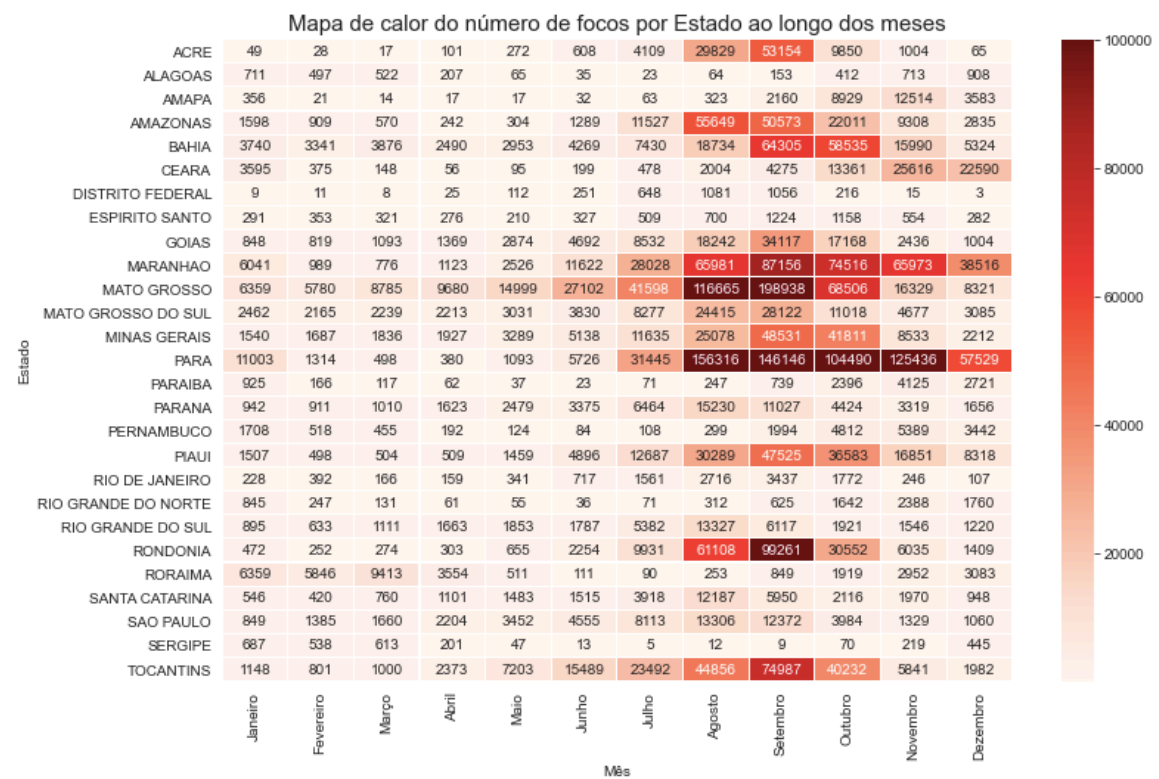 Mapa de calor do número de focos por Estado ao longo dos meses
ACRE 49 28 17 101 272 608 4109 29829 53154 9850 1004 65
ALAGOAS 711 497 522 207 65 35 23 64 153 412 713 908
AMAPA 356 21 14 17 17 32 63 323 2160 8929 12514 3583
AMAZONAS 1598 909 570 242 304 1289 11527 55649 50573 22011 9308 2835
BAHIA 3740 3341 3876 2490 2953 4269 7430 18734 64305 58535 15990 5324
CEARA 3595 375 148 56 95 199 478 2004 4275 13361 25616 22590
DISTRITO FEDERAL 9 11 8 25 112 251 648 1081 1056 216 15 3
ESPIRITO SANTO 291 353 321 276 210 327 509 700 1224 1158 554 282
GOIAS 848 819 1093 1369 2874 4692 8532 18242 34117 17168 2436 1004
MARANHAO 6041 989 776 1123 2526 11622 28028 65981 87156 74516 65973 38516
MATO GROSSO 6359 5780 8785 9680 14999 27102 41598 116665 198938 68506 16329 8321
MATO GROSSO DO SUL 2462 2165 2239 2213 3031 3830 8277 24415 28122 11018 4677 3085
MINAS GERAIS 1540 1687 1836 1927 3289 5138 11635 25078 48531 41811 8533 2212
PARA 11003 1314 498 380 1093 5726 31445 156316 146146 104490 125436 57529
PARAIBA 925 166 117 62 37 23 71 247 739 2396 4125 2721
PARANA 942 911 1010 1623 2479 3375 6464 15230 11027 4424 3319 1656
PERNAMBUCO 1708 518 455 192 124 84 108 299 1994 4812 5389 3442
PIAUI 1507 498 504 509 1459 4896 12687 30289 47525 36583 16851 8318
RIO DE JANEIRO 228 392 166 159 341 717 1561 2716 3437 1772 246 107
RIO GRANDE DO NORTE 845 247 131 61 55 36 71 312 625 1642 2388 1760
RIO GRANDE DO SUL 895 633 1111 1663 1853 1787 5382 13327 6117 1921 1546 1220
RONDONIA 472 252 274 303 655 2254 9931 61108 99261 30552 6035 1409
RORAIMA 6359 5846 9413 3554 511 111 90 253 849 1919 2952 3083
SANTA CATARINA 546 420 760 1101 1483 1515 3918 12187 5950 2116 1970 948
SAO PAULO 849 1385 1660 2204 3452 4555 8113 13306 12372 3984 1329 1060
SERGIPE 687 538 613 201 47 13 5 12 9 70 219 445
TOCANTINS 1148 801 1000 2373 7203 15489 23492 44856 74987 40232 5841 1982
Janeiro Fevereiro Março Abril Maio Junho Julho Agosto Setembro Outubro Novembro Dezembro
Mês
Estado
100000
80000
60000
40000
20000